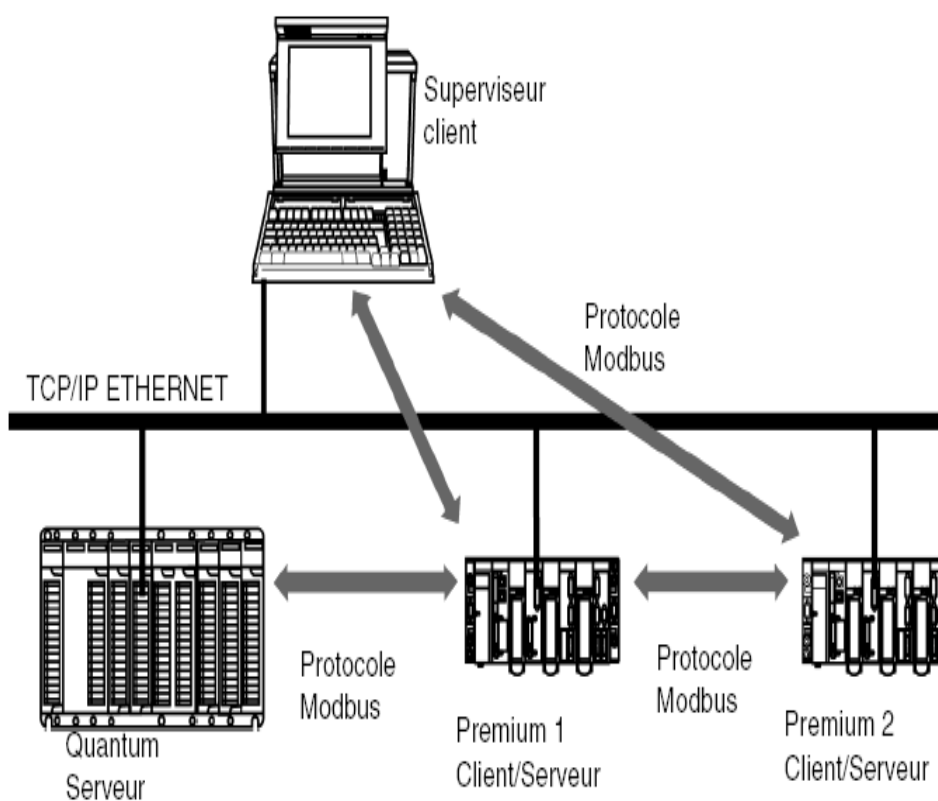 Superviseur
client
Protocole
Modbus
TCP/IP ETHERNET
Protocole
Modbus
Protocole
Modbus
Quantum
Serveur
Premium 1
Client/Serveur
Premium 2
Client/Serveur